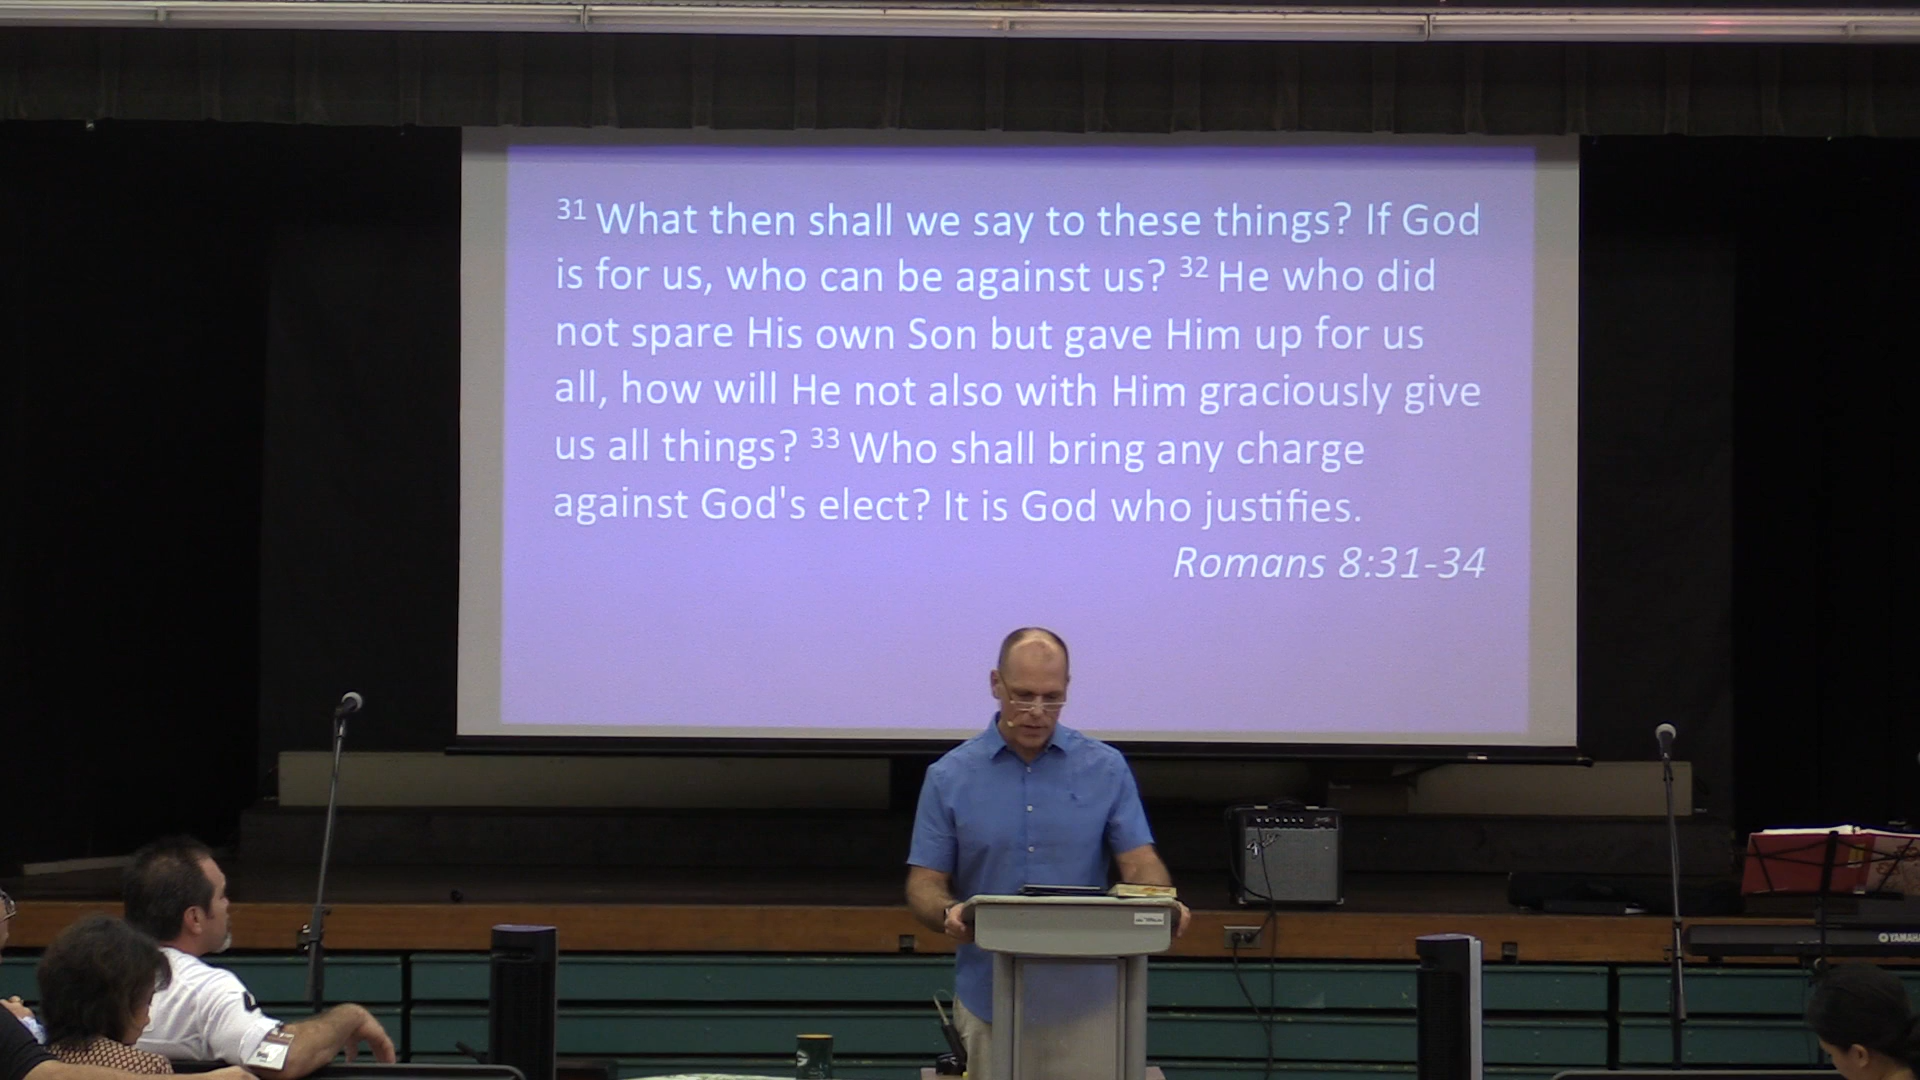 ³¹ What then shall we say to these things? If God
is for us, who can be against us? ³² He who did
not spare His own Son but gave Him up for us
all, how will He not also with Him graciously give
us all things? ³³ Who shall bring any charge
against God's elect? It is God who justifies.
Romans 8:31-34
YAMAHA